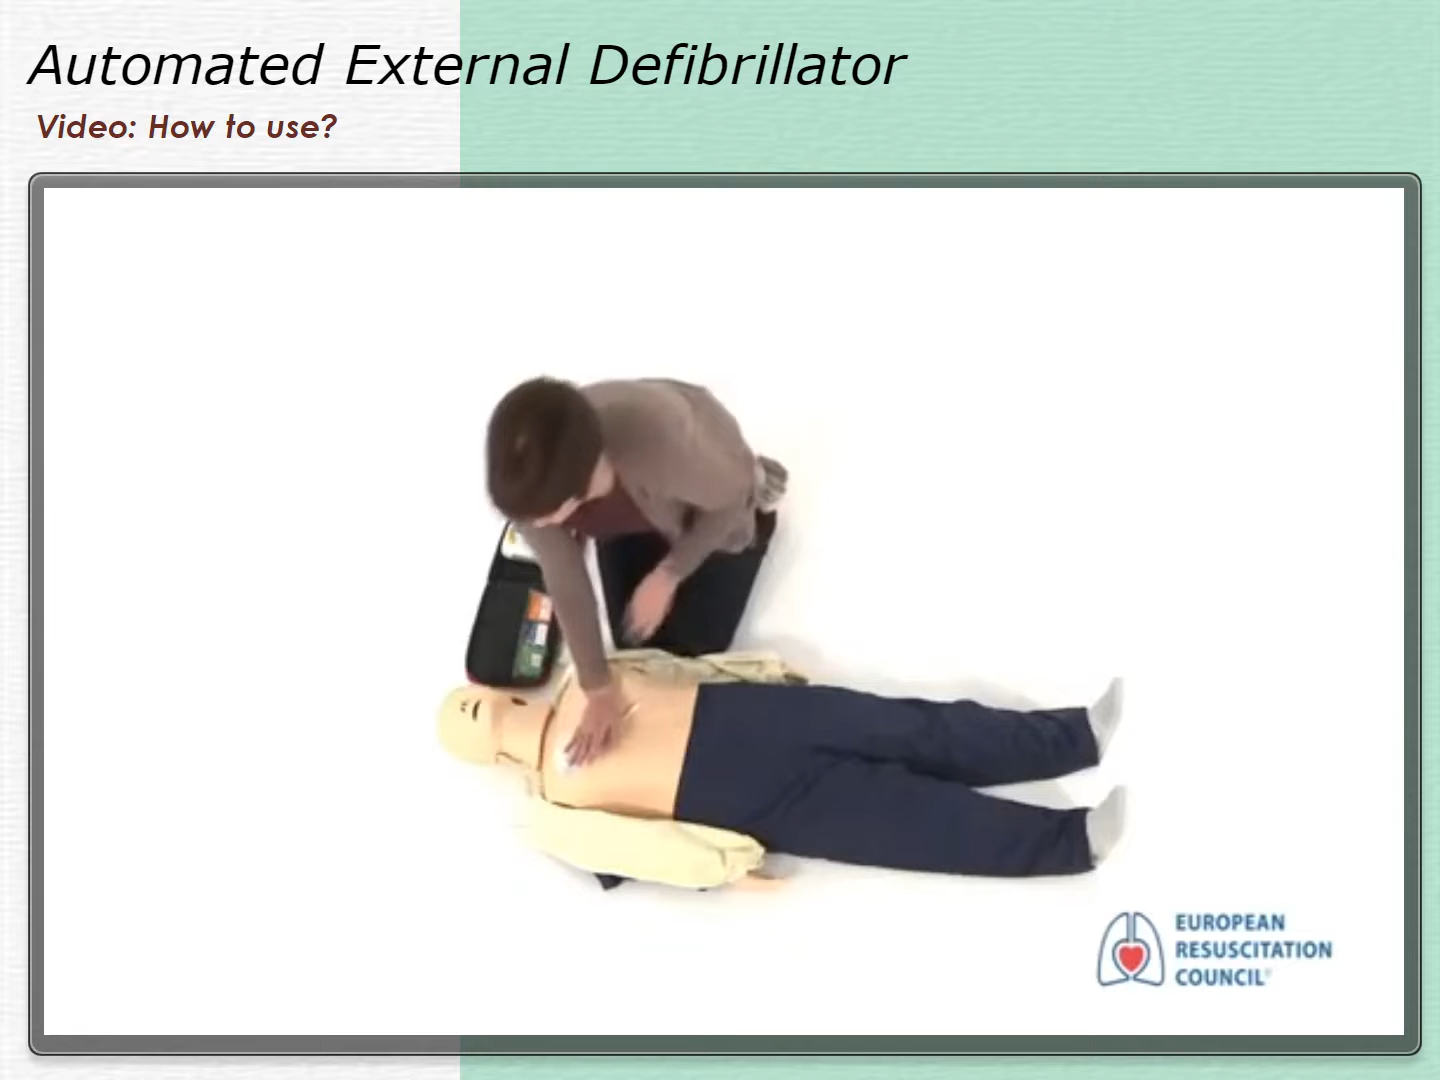 Automated External Defibrillator
Video: How to use?
EUROPEAN
RESUSCITATION
COUNCIL®